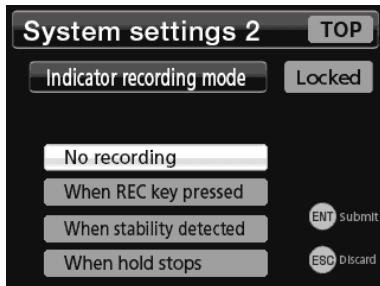 System settings 2 TOP
Indicator recording mode Locked
No recording
When REC key pressed
When stability detected
When hold stops
ENT Submit
ESC Discard